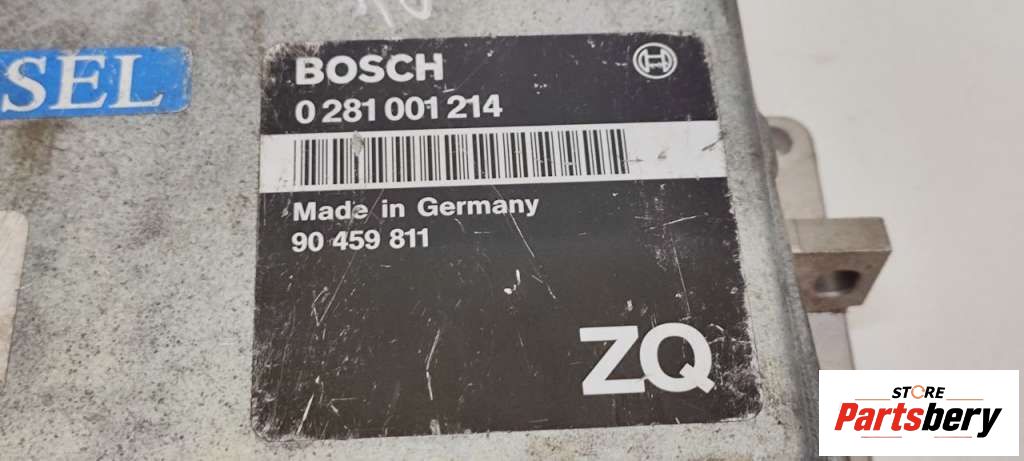 SEL
BOSCH
0 281 001 214
Made in Germany
90 459 811
ZQ
STORE
Partsbery